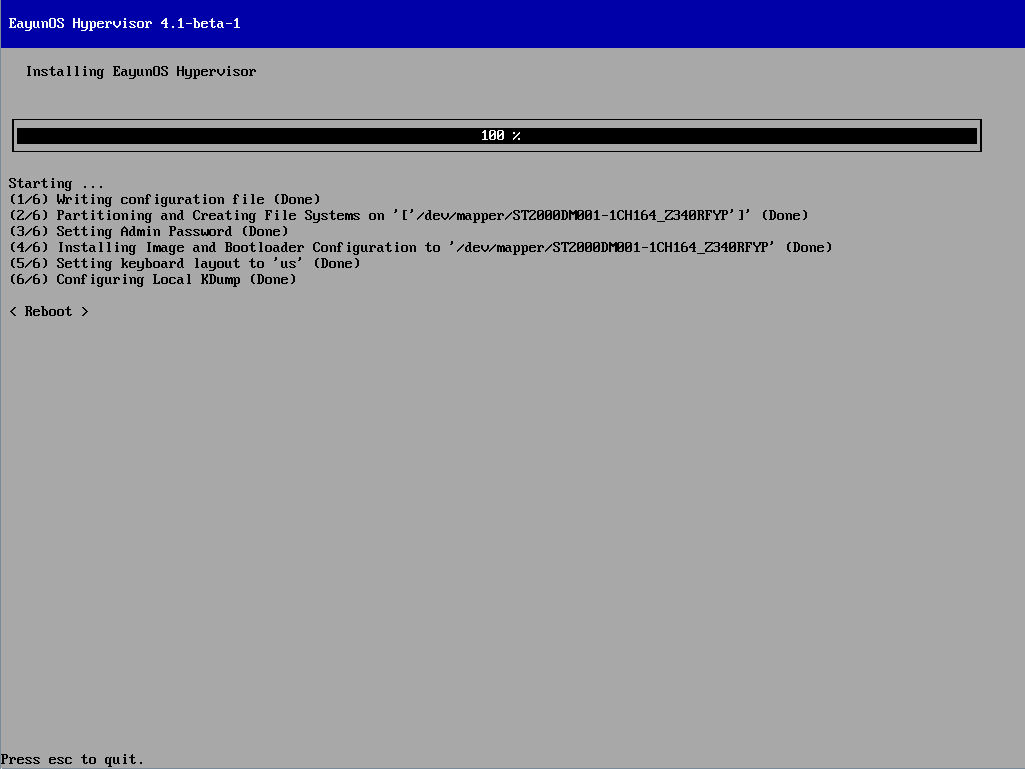 EayunOS Hypervisor 4.1-beta-1
Installing EayunOS Hypervisor
100 %
Starting ...
(1/6) Writing configuration file (Done)
(2/6) Partitioning and Creating File Systems on '['/dev/mapper/ST2000DM001-1CH164_Z340RFYP']' (Done)
(3/6) Setting Admin Password (Done)
(4/6) Installing Image and Bootloader Configuration to '/dev/mapper/ST2000DM001-1CH164_Z340RFYP' (Done)
(5/6) Setting keyboard layout to 'us' (Done)
(6/6) Configuring Local KDump (Done)
< Reboot >
Press esc to quit.